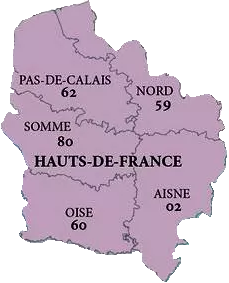 PAS-DE-CALAIS
62
NORD
59
SOMME
80
HAUTS-DE-FRANCE
AISNE
02
OISE
60